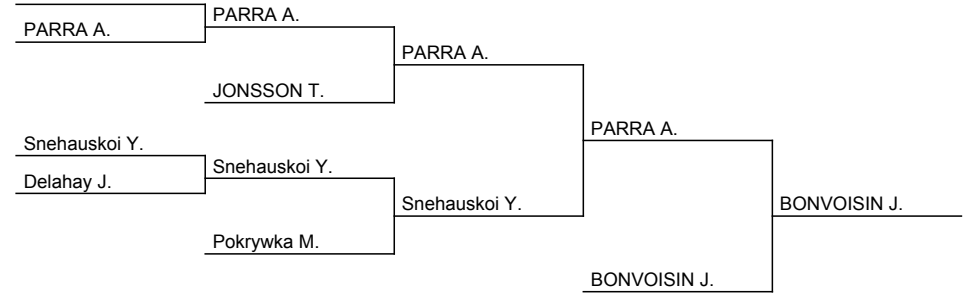 PARRA A.
PARRA A.
PARRA A.
JONSSON T.
PARRA A.
Snehauskoi Y.
Snehauskoi Y.
Delahay J.
Snehauskoi Y.
BONVOISIN J.
Pokrywka M.
BONVOISIN J.